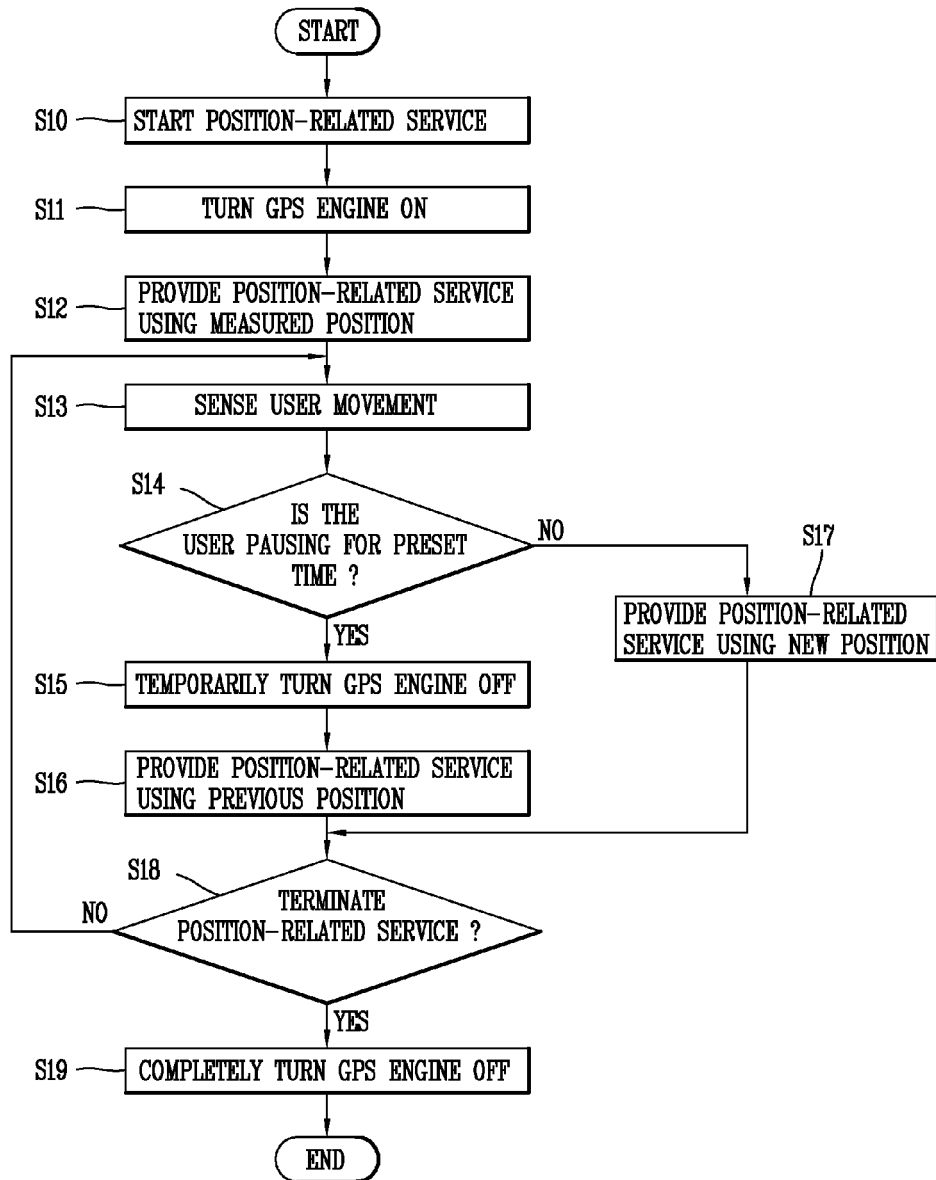 START
S10
START POSITION-RELATED SERVICE
S11
TURN GPS ENGINE ON
S12
PROVIDE POSITION-RELATED SERVICE
USING MEASURED POSITION
S13
SENSE USER MOVEMENT
S14
IS THE
USER PAUSING FOR PRESET
TIME ?
NO
S17
PROVIDE POSITION-RELATED
SERVICE USING NEW POSITION
YES
S15
TEMPORARILY TURN GPS ENGINE OFF
S16
PROVIDE POSITION-RELATED SERVICE
USING PREVIOUS POSITION
S18
TERMINATE
POSITION-RELATED SERVICE ?
NO
YES
S19
COMPLETELY TURN GPS ENGINE OFF
END